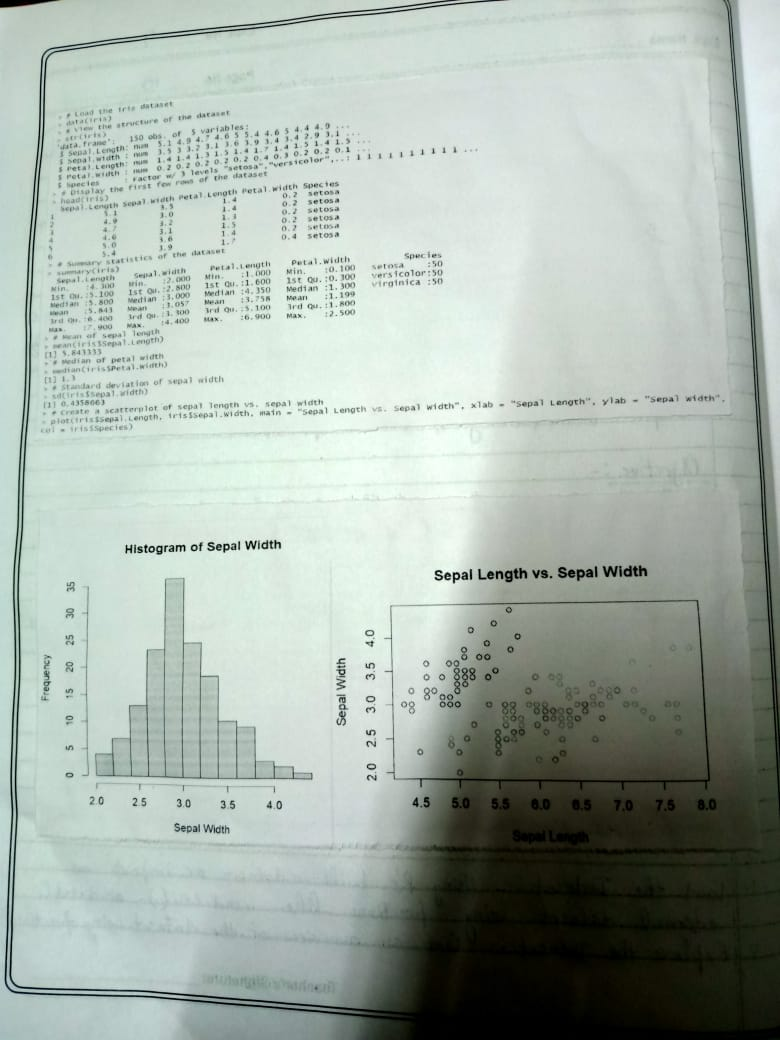 > # Load the iris dataset
> data(iris)
> # View the structure of the dataset
> str(iris)
'data.frame': 150 obs. of 5 variables:
$ Sepal.Length: num 5.1 4.9 4.7 4.6 5 5.4 4.6 5 4.4 4.9 ...
$ Sepal.Width : num 3.5 3 3.2 3.1 3.6 3.9 3.4 3.4 2.9 3.1 ...
$ Petal.Length: num 1.4 1.4 1.3 1.5 1.4 1.7 1.4 1.5 1.4 1.5 ...
$ Petal.Width : num 0.2 0.2 0.2 0.2 0.2 0.4 0.3 0.2 0.2 0.1 ...
$ Species : Factor w/ 3 levels "setosa","versicolor",..: 1 1 1 1 1 1 1 1 1 1 ...
> # Display the first few rows of the dataset
> head(iris)
Sepal.Length Sepal.Width Petal.Length Petal.Width Species
1 5.1 3.5 1.4 0.2 setosa
2 4.9 3.0 1.4 0.2 setosa
3 4.7 3.2 1.3 0.2 setosa
4 4.6 3.1 1.5 0.2 setosa
5 5.0 3.6 1.4 0.2 setosa
6 5.4 3.9 1.7 0.4 setosa
> # Summary statistics of the dataset
> summary(iris)
Sepal.Length Sepal.Width Petal.Length Petal.Width Species
Min. :4.300 Min. :2.000 Min. :1.000 Min. :0.100 setosa :50
1st Qu.:5.100 1st Qu.:2.800 1st Qu.:1.600 1st Qu.:0.300 versicolor:50
Median :5.800 Median :3.000 Median :4.350 Median :1.300 virginica :50
Mean :5.843 Mean :3.057 Mean :3.758 Mean :1.199
3rd Qu.:6.400 3rd Qu.:3.300 3rd Qu.:5.100 3rd Qu.:1.800
Max. :7.900 Max. :4.400 Max. :6.900 Max. :2.500
> # Mean of sepal length
> mean(iris$Sepal.Length)
[1] 5.843333
> # Median of petal width
> median(iris$Petal.Width)
[1] 1.3
> # Standard deviation of sepal width
> sd(iris$Sepal.Width)
[1] 0.4358663
> # Create a scatterplot of sepal length vs. sepal width
> plot(iris$Sepal.Length, iris$Sepal.Width, main = "Sepal Length vs. Sepal Width", xlab = "Sepal Length", ylab = "Sepal Width",
col = iris$Species)
Histogram of Sepal Width
Frequency
35
30
25
20
15
10
5
0
2.0 2.5 3.0 3.5 4.0
Sepal Width
Sepal Length vs. Sepal Width
Sepal Width
4.0
3.5
3.0
2.5
2.0
4.5 5.0 5.5 6.0 6.5 7.0 7.5 8.0
Sepal Length